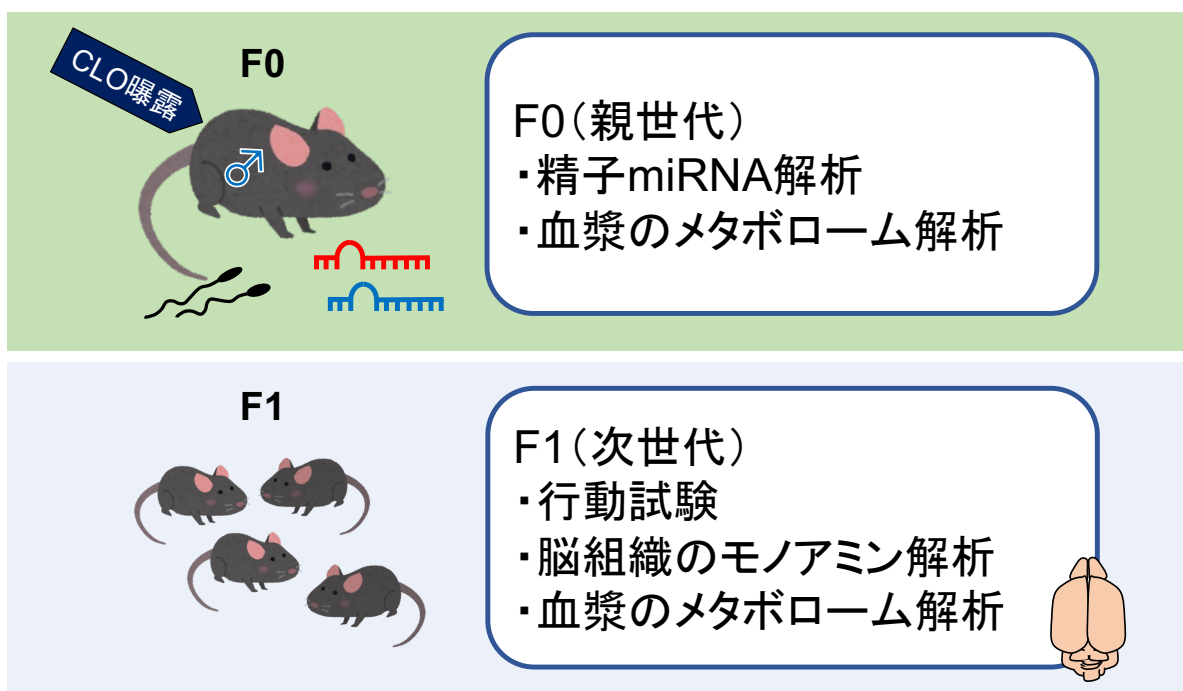 CLO曝露
F0
F0(親世代)
・精子miRNA解析
・血漿のメタボローム解析
F1
F1(次世代)
・行動試験
・脳組織のモノアミン解析
・血漿のメタボローム解析